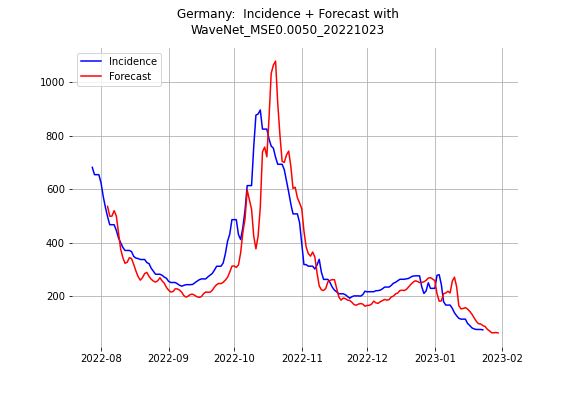 Germany:  Incidence + Forecast with
WaveNet_MSE0.0050_20221023
Incidence
Forecast
1000
800
600
400
200
2022-08 2022-09 2022-10 2022-11 2022-12 2023-01 2023-02